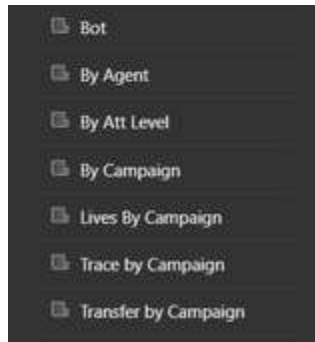 Bot
By Agent
By Att Level
By Campaign
Lives By Campaign
Trace by Campaign
Transfer by Campaign